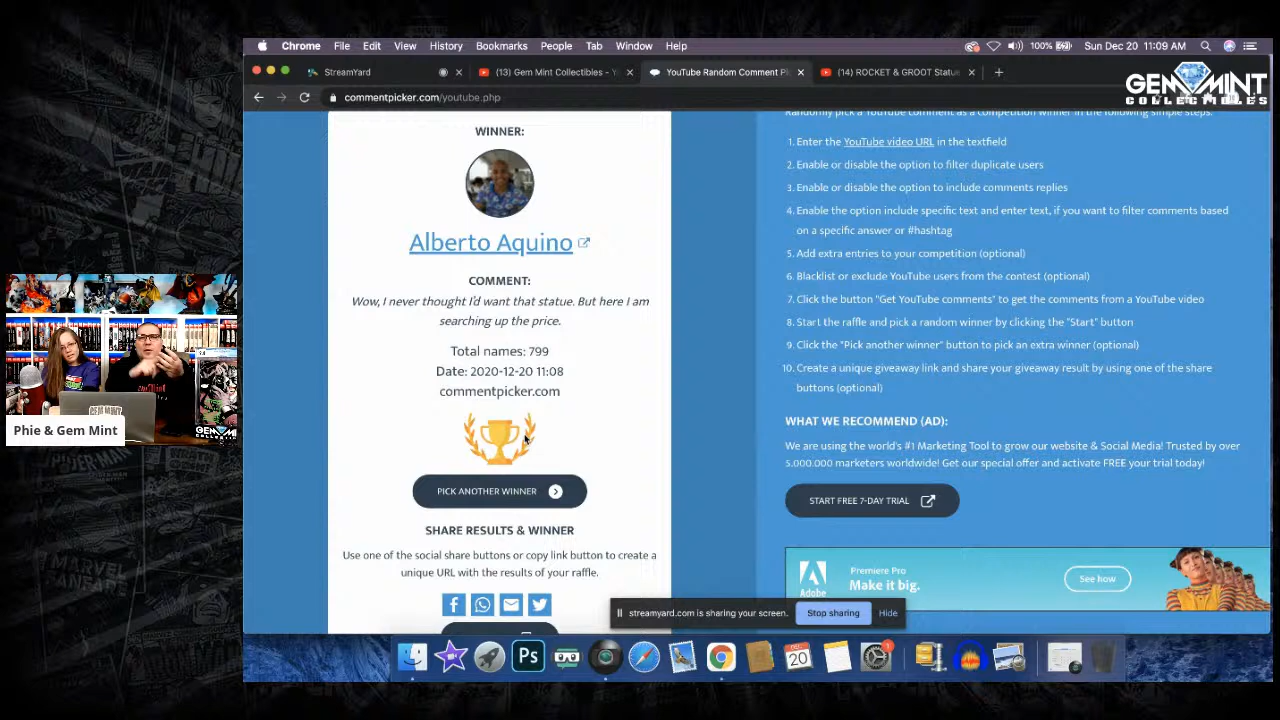 Chrome File Edit View History Bookmarks People Tab Window Help
100% Sun Dec 20 11:09 AM
StreamYard
(13) Gem Mint Collectibles - Y
YouTube Random Comment Pi
(14) ROCKET & GROOT Statue
commentpicker.com/youtube.php
GEM MINT
COLLECTIBLES
WINNER:
Alberto Aquino
COMMENT:
Wow, I never thought I'd want that statue. But here I am
searching up the price.
Total names: 799
Date: 2020-12-20 11:08
commentpicker.com
PICK ANOTHER WINNER
SHARE RESULTS & WINNER
Use one of the social share buttons or copy link button to create a
unique URL with the results of your raffle.
Randomly pick a YouTube comment as a competition winner in the following simple steps:
1. Enter the YouTube video URL in the textfield
2. Enable or disable the option to filter duplicate users
3. Enable or disable the option to include comments replies
4. Enable the option include specific text and enter text, if you want to filter comments based
on a specific answer or #hashtag
5. Add extra entries to your competition (optional)
6. Blacklist or exclude YouTube users from the contest (optional)
7. Click the button "Get YouTube comments" to get the comments from a YouTube video
8. Start the raffle and pick a random winner by clicking the "Start" button
9. Click the "Pick another winner" button to pick an extra winner (optional)
10. Create a unique giveaway link and share your giveaway result by using one of the share
buttons (optional)
WHAT WE RECOMMEND (AD):
We are using the world's #1 Marketing Tool to grow our website & Social Media! Trusted by over
5.000.000 marketers worldwide! Get our special offer and activate FREE your trial today!
START FREE 7-DAY TRIAL
Adobe
Premiere Pro
Make it big.
See how
streamyard.com is sharing your screen.
Stop sharing
Hide
Phie & Gem Mint
GEM MINT
Ps
DEC
20
1